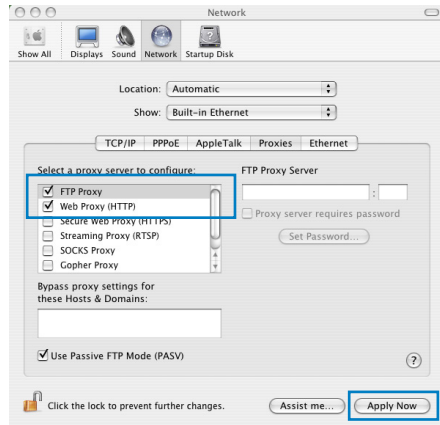 Network
Show All Displays Sound Network Startup Disk
Location: Automatic
Show: Built-in Ethernet
TCP/IP PPPoE AppleTalk Proxies Ethernet
Select a proxy server to configure:
FTP Proxy
Web Proxy (HTTP)
Secure Web Proxy (HTTPS)
Streaming Proxy (RTSP)
SOCKS Proxy
Gopher Proxy
FTP Proxy Server
:
Proxy server requires password
Set Password...
Bypass proxy settings for
these Hosts & Domains:
Use Passive FTP Mode (PASV)
?
Click the lock to prevent further changes.
Assist me... Apply Now